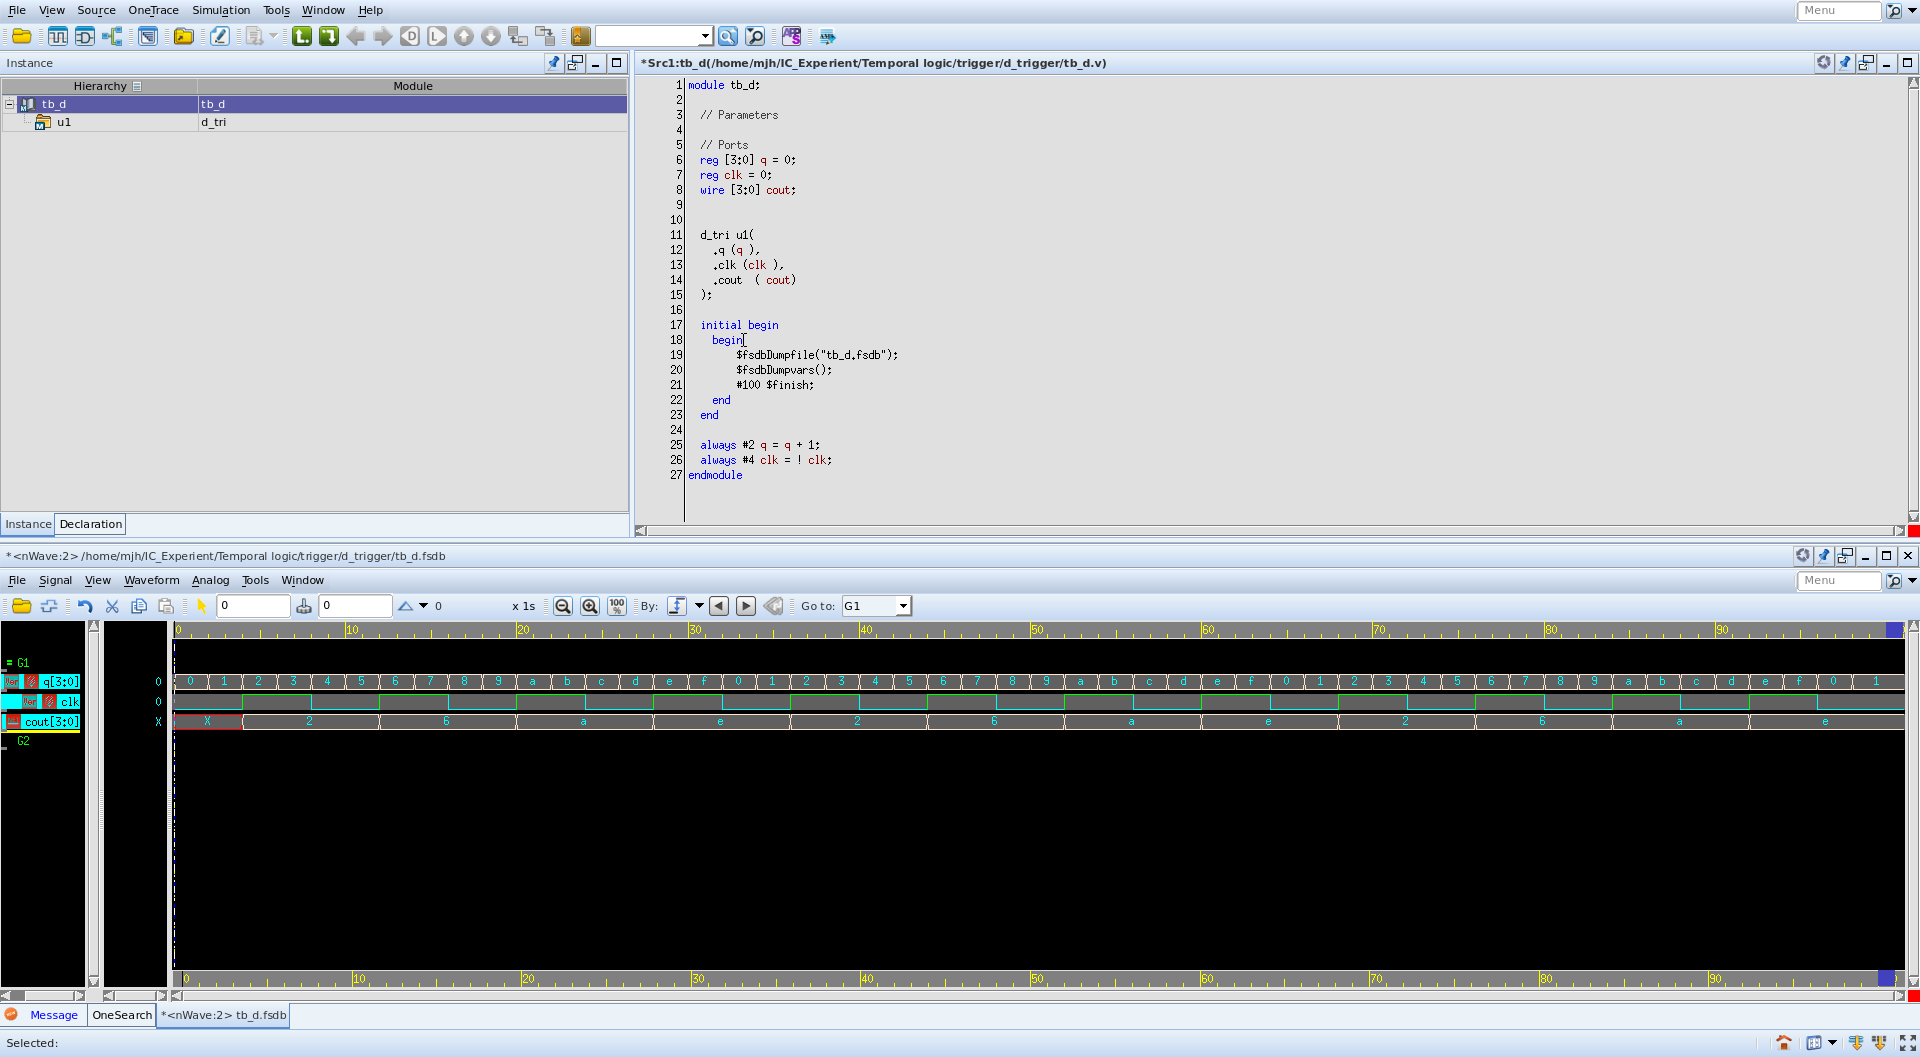 File View Source OneTrace Simulation Tools Window Help Menu
Instance
Hierarchy Module
tb_d tb_d
u1 d_tri
Instance Declaration
*Src1:tb_d(/home/mjh/IC_Experient/Temporal logic/trigger/d_trigger/tb_d.v)
1 module tb_d;
2
3 // Parameters
4
5 // Ports
6 reg [3:0] q = 0;
7 reg clk = 0;
8 wire [3:0] cout;
9
10
11 d_tri u1(
12 .q (q ),
13 .clk (clk ),
14 .cout ( cout)
15 );
16
17 initial begin
18 begin
19 $fsdbDumpfile("tb_d.fsdb");
20 $fsdbDumpvars();
21 #100 $finish;
22 end
23 end
24
25 always #2 q = q + 1;
26 always #4 clk = ! clk;
27 endmodule
*<nWave:2> /home/mjh/IC_Experient/Temporal logic/trigger/d_trigger/tb_d.fsdb
File Signal View Waveform Analog Tools Window Menu
0 0 0 x 1s 100% By: Go to: G1
0 10 20 30 40 50 60 70 80 90
= G1
q[3:0] 0 0 1 2 3 4 5 6 7 8 9 a b c d e f 0 1 2 3 4 5 6 7 8 9 a b c d e f 0 1 2 3 4 5 6 7 8 9 a b c d e f 0 1
clk 0
cout[3:0] X X 2 6 a e 2 6 a e 2 6 a e
G2
0 10 20 30 40 50 60 70 80 90
Message OneSearch *<nWave:2> tb_d.fsdb
Selected: